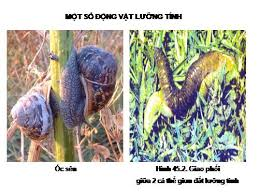 MỘT SỐ ĐỘNG VẬT LƯỠNG TÍNH
Ốc sên
Hình 45.2. Giao phối
giữa 2 cá thể giun đất lưỡng tính